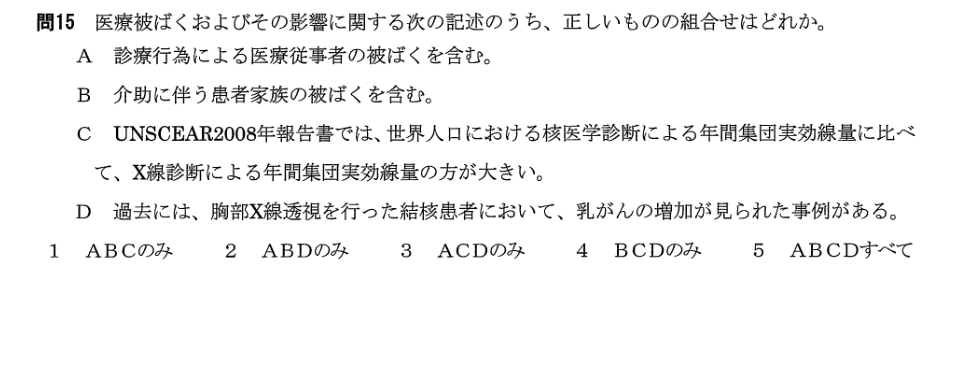 問15　医療被ばくおよびその影響に関する次の記述のうち、正しいものの組合せはどれか。
A　診療行為による医療従事者の被ばくを含む。
B　介助に伴う患者家族の被ばくを含む。
C　UNSCEAR2008年報告書では、世界人口における核医学診断による年間集団実効線量に比べ
て、X線診断による年間集団実効線量の方が大きい。
D　過去には、胸部X線透視を行った結核患者において、乳がんの増加が見られた事例がある。
1　ABCのみ　2　ABDのみ　3　ACDのみ　4　BCDのみ　5　ABCDすべて